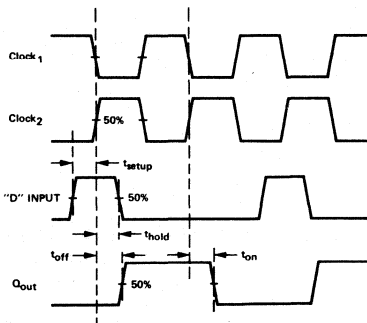 Clock1
Clock2
50%
tsetup
"D" INPUT
50%
thold
toff
ton
Qout
50%